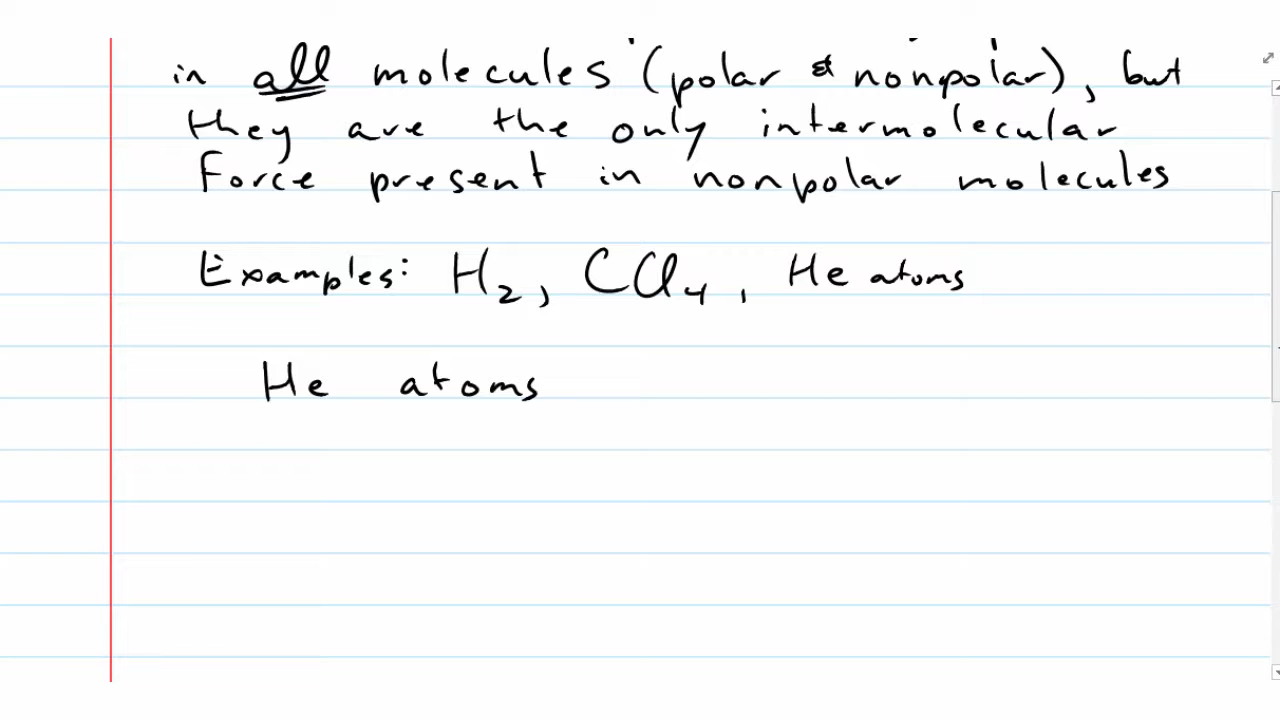 in all molecules (polar & nonpolar), but
they are the only intermolecular
Force present in nonpolar molecules
Examples: H₂, CCl₄, He atoms
He atoms